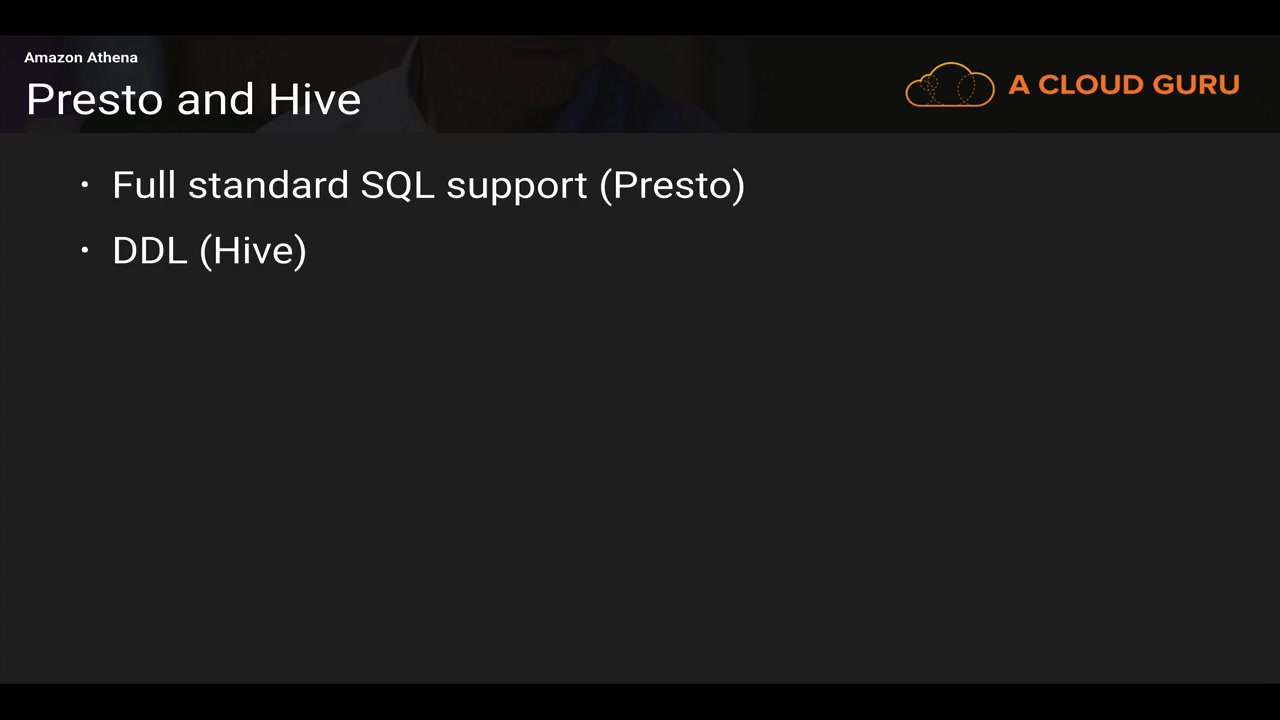 Amazon Athena
Presto and Hive
A CLOUD GURU
• Full standard SQL support (Presto)
• DDL (Hive)